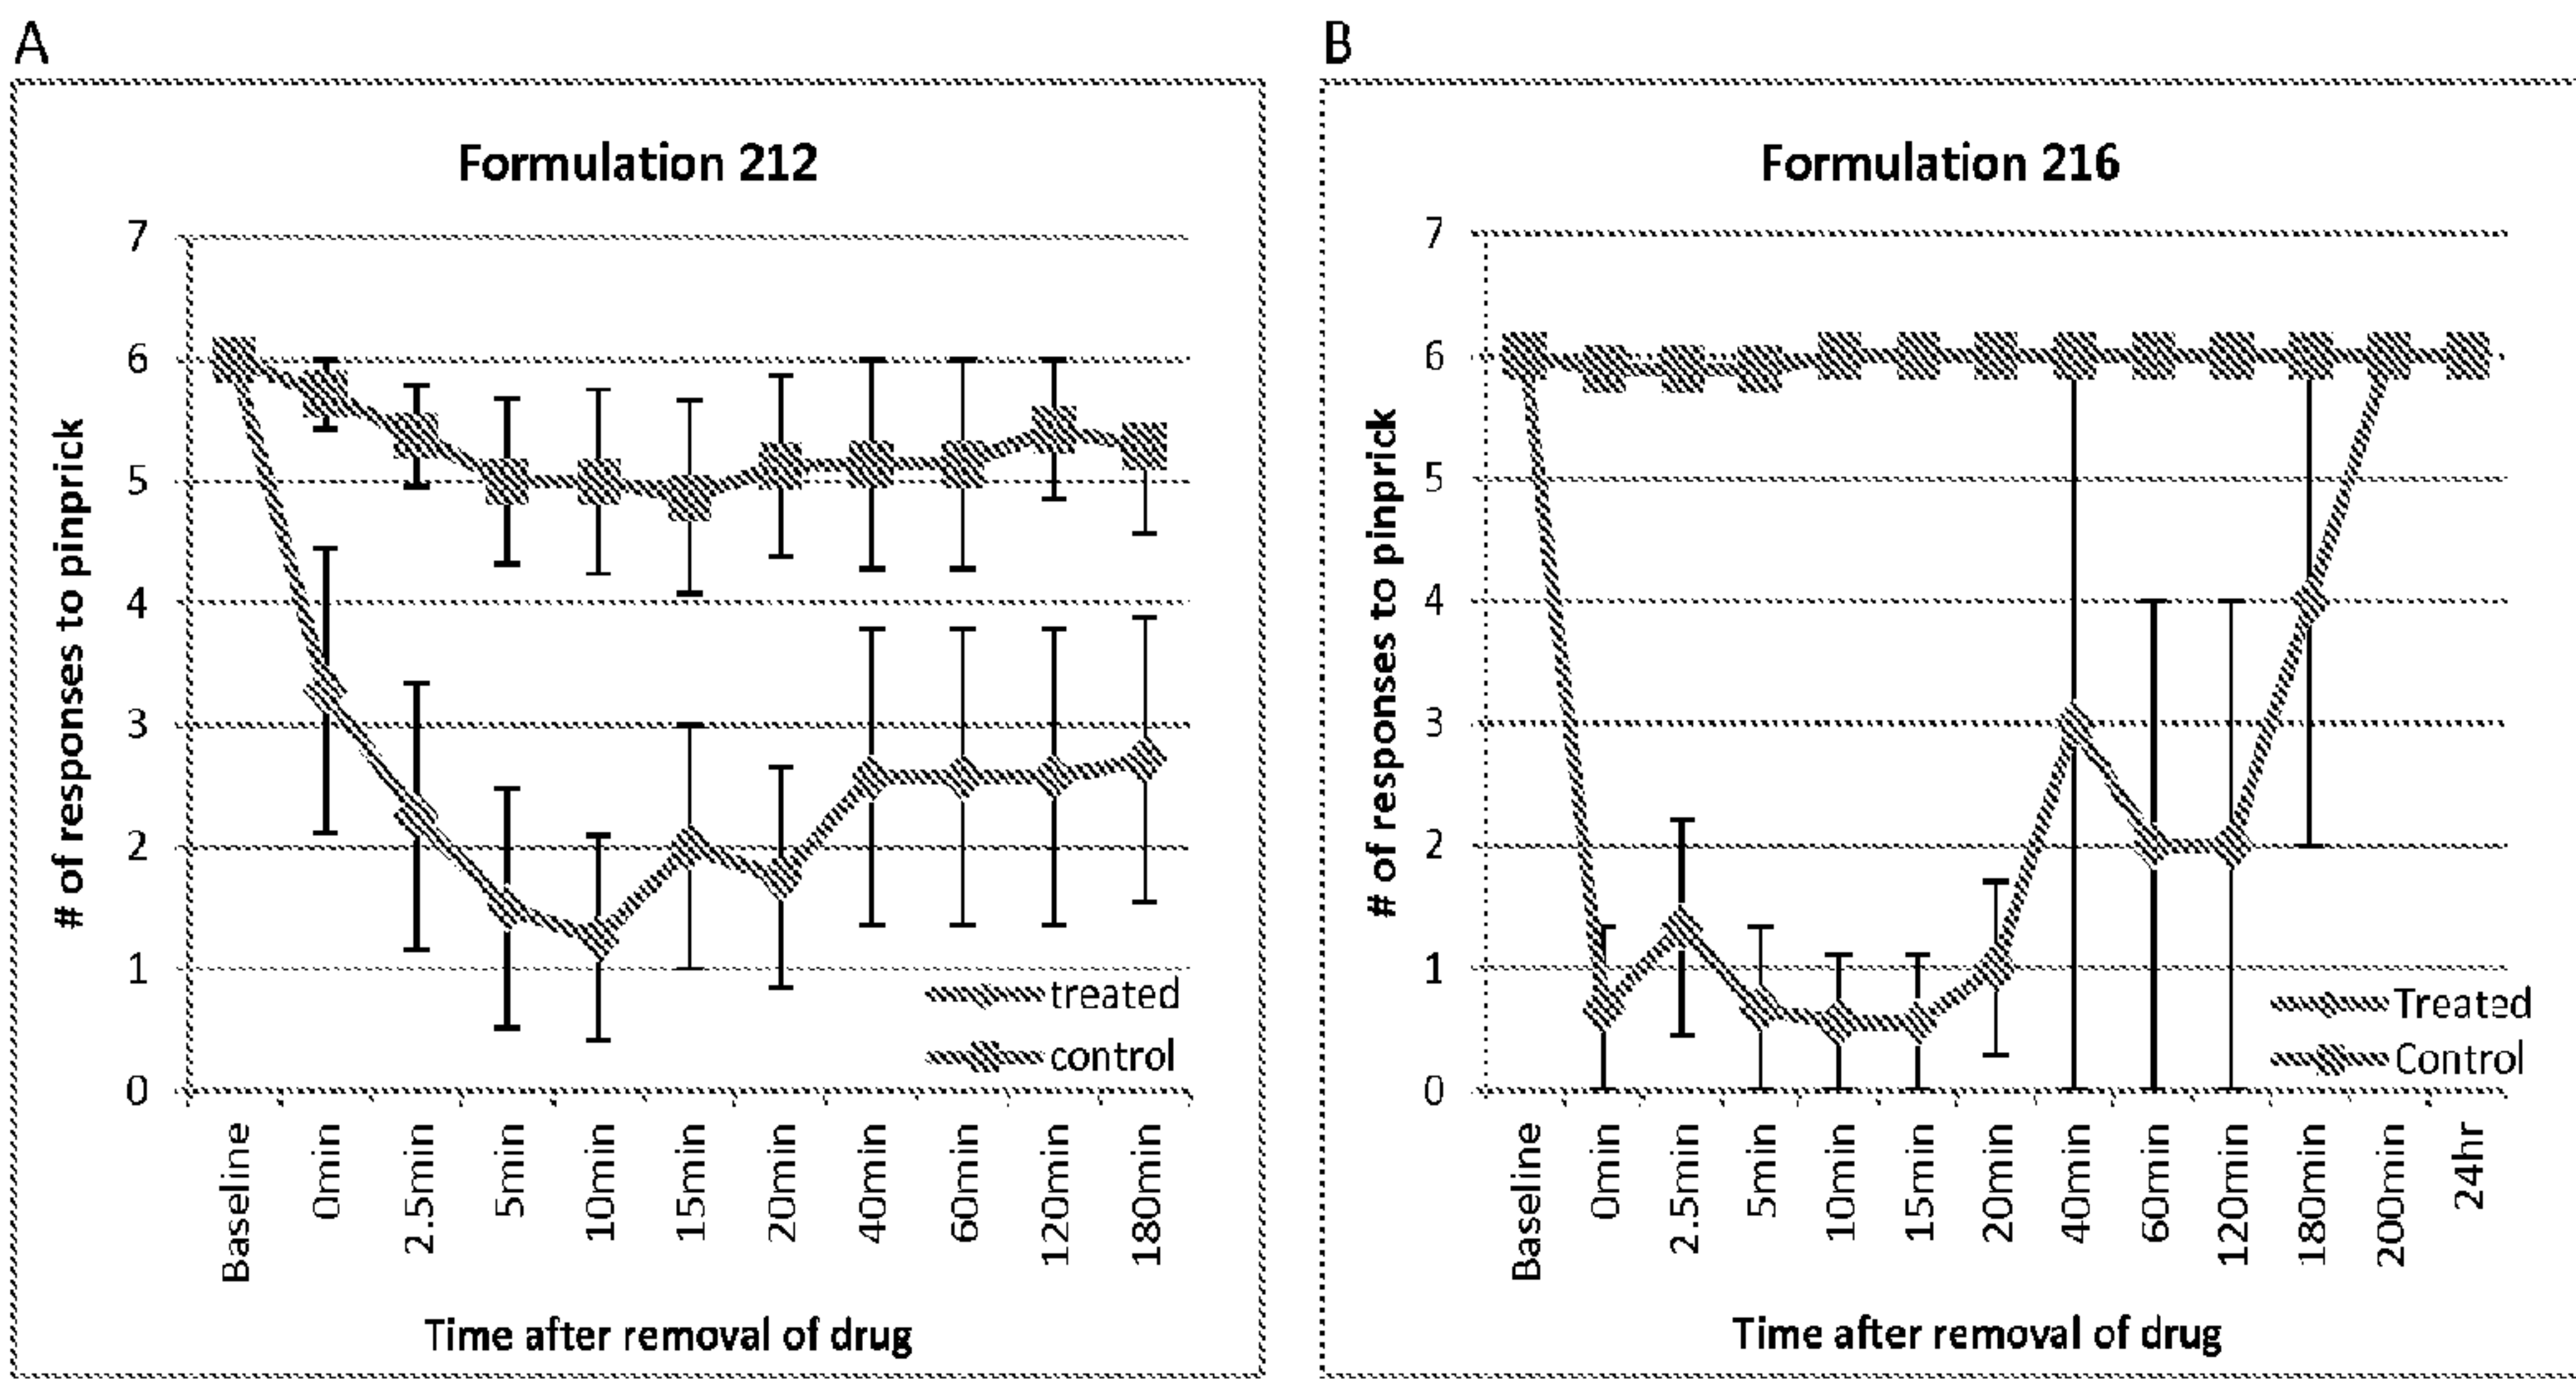 A
Formulation 212
# of responses to pinprick
7
6
5
4
3
2
1
0
treated
control
Baseline
0min
2.5min
5min
10min
15min
20min
40min
60min
120min
180min
Time after removal of drug
B
Formulation 216
# of responses to pinprick
7
6
5
4
3
2
1
0
Treated
Control
Baseline
0min
2.5min
5min
10min
15min
20min
40min
60min
120min
180min
200min
24hr
Time after removal of drug